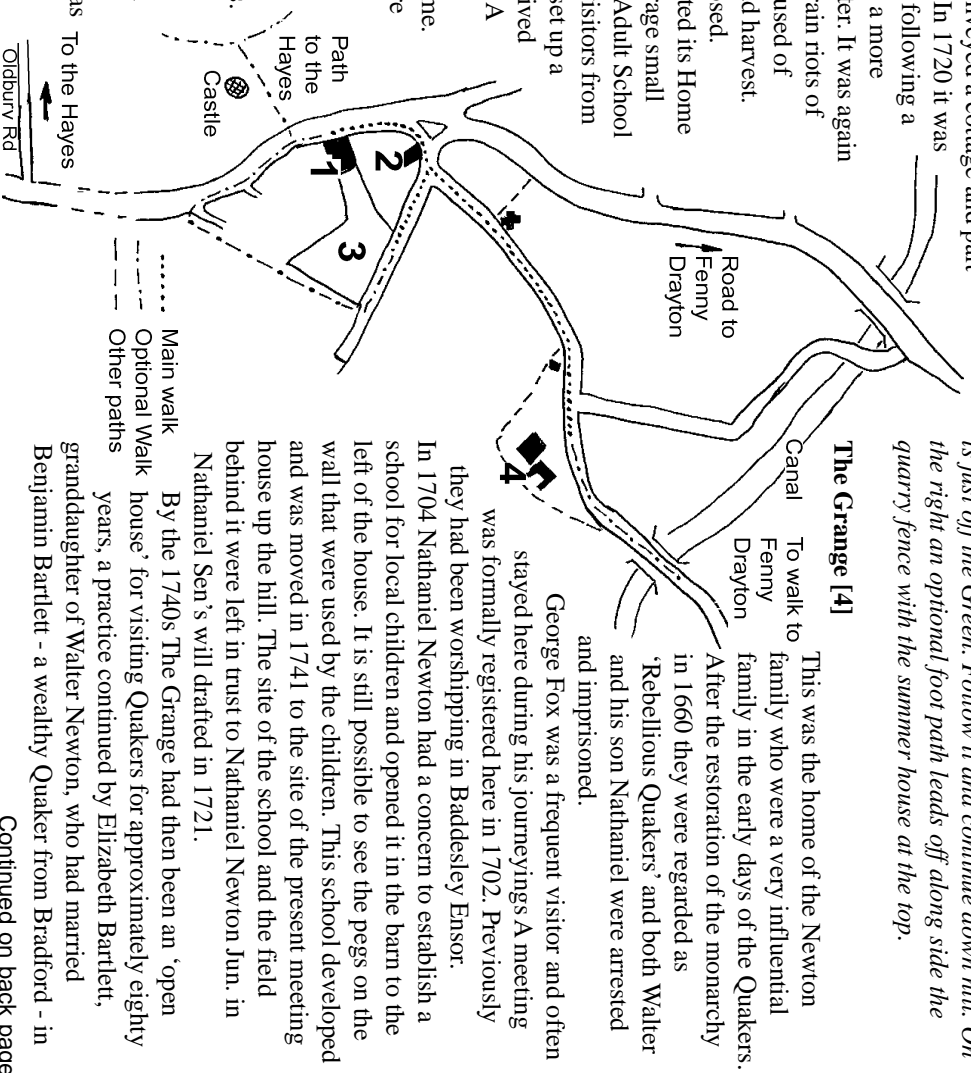 In 1720 it was
following a
a more
ter. It was again
rain riots of
used of
d harvest.
sed.
ted its Home
rage small
Adult School
isitors from
set up a
ived
A
me.
re
s.
as
To the Hayes
Oldbury Rd
Path
to the
Hayes
Castle
1
2
3
4
Road to
Fenny
Drayton
Canal
To walk to
Fenny
Drayton
Main walk
Optional Walk
Other paths
is just off the Green. Follow it and continue down hill. On
the right an optional foot path leads off along side the
quarry fence with the summer house at the top.
The Grange [4]
This was the home of the Newton
family who were a very influential
family in the early days of the Quakers.
After the restoration of the monarchy
in 1660 they were regarded as
‘Rebellious Quakers’ and both Walter
and his son Nathaniel were arrested
and imprisoned.
George Fox was a frequent visitor and often
stayed here during his journeyings A meeting
was formally registered here in 1702. Previously
they had been worshipping in Baddesley Ensor.
In 1704 Nathaniel Newton had a concern to establish a
school for local children and opened it in the barn to the
left of the house. It is still possible to see the pegs on the
wall that were used by the children. This school developed
and was moved in 1741 to the site of the present meeting
house up the hill. The site of the school and the field
behind it were left in trust to Nathaniel Newton Jun. in
Nathaniel Sen’s will drafted in 1721.
By the 1740s The Grange had then been an ‘open
house’ for visiting Quakers for approximately eighty
years, a practice continued by Elizabeth Bartlett,
granddaughter of Walter Newton, who had married
Benjamin Bartlett - a wealthy Quaker from Bradford - in
Continued on back page